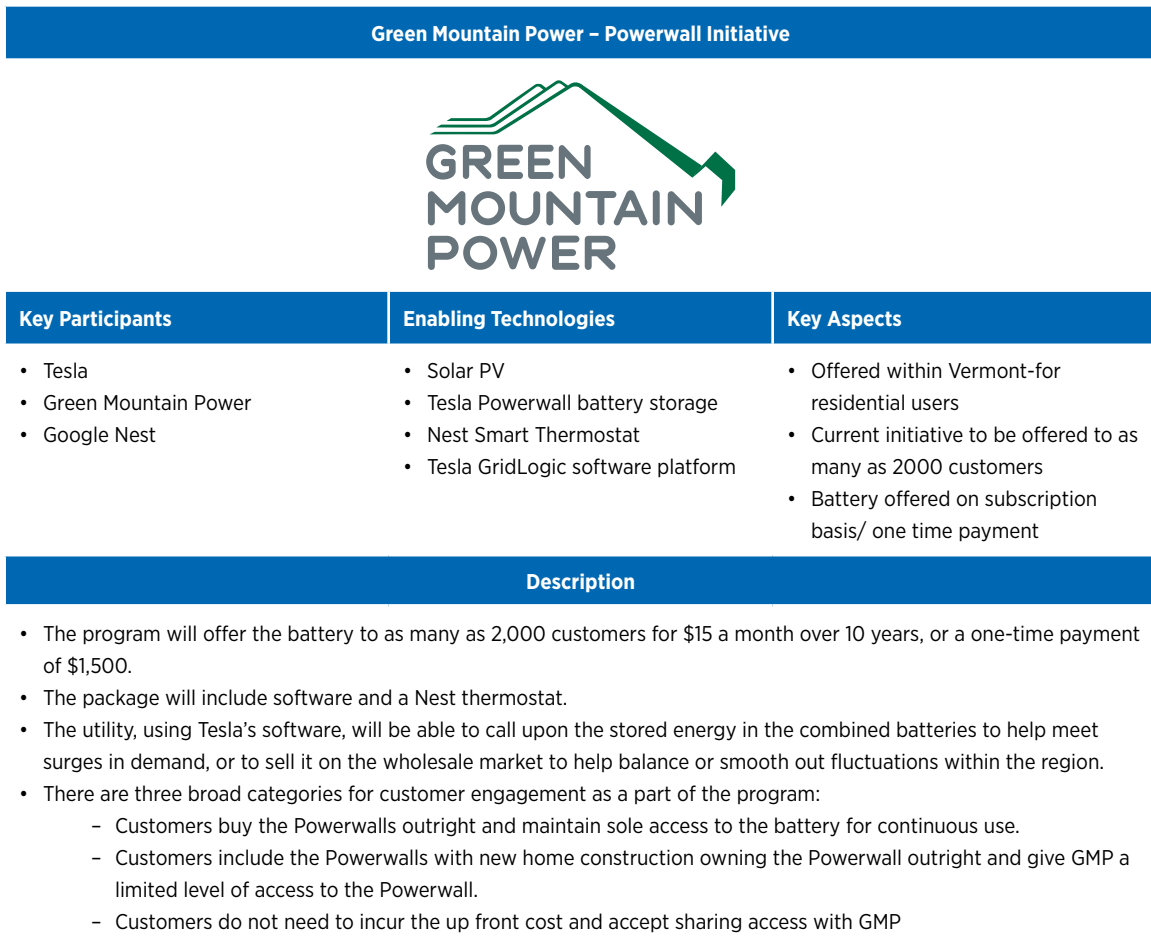 Green Mountain Power – Powerwall Initiative
GREEN
MOUNTAIN
POWER
Key Participants
• Tesla
• Green Mountain Power
• Google Nest
Enabling Technologies
• Solar PV
• Tesla Powerwall battery storage
• Nest Smart Thermostat
• Tesla GridLogic software platform
Key Aspects
• Offered within Vermont-for
residential users
• Current initiative to be offered to as
many as 2000 customers
• Battery offered on subscription
basis/ one time payment
Description
• The program will offer the battery to as many as 2,000 customers for $15 a month over 10 years, or a one-time payment
of $1,500.
• The package will include software and a Nest thermostat.
• The utility, using Tesla’s software, will be able to call upon the stored energy in the combined batteries to help meet
surges in demand, or to sell it on the wholesale market to help balance or smooth out fluctuations within the region.
• There are three broad categories for customer engagement as a part of the program:
– Customers buy the Powerwalls outright and maintain sole access to the battery for continuous use.
– Customers include the Powerwalls with new home construction owning the Powerwall outright and give GMP a
limited level of access to the Powerwall.
– Customers do not need to incur the up front cost and accept sharing access with GMP